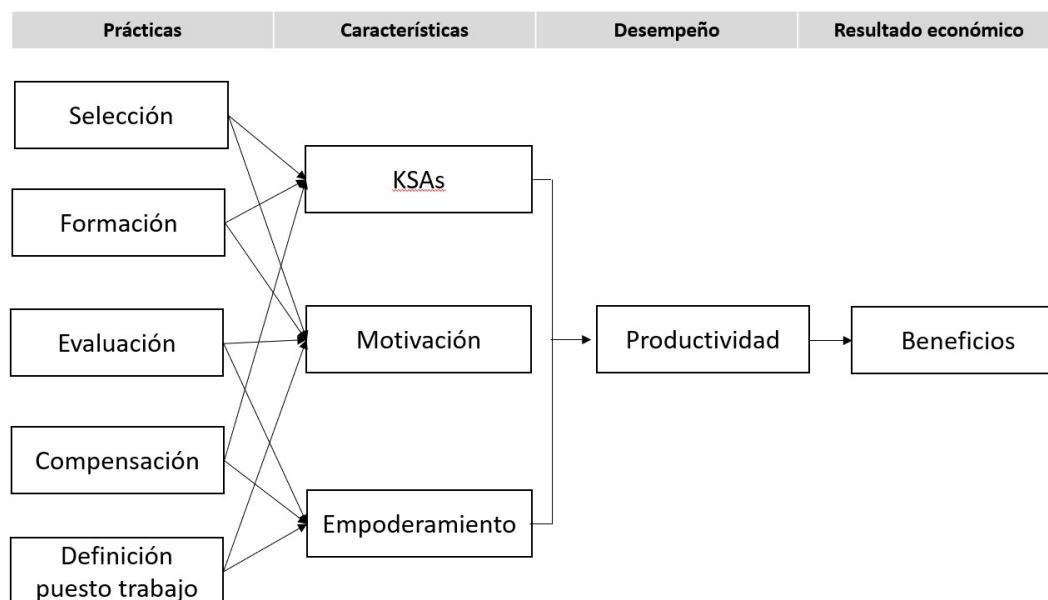 Prácticas
Características
Desempeño
Resultado económico
Selección
KSAs
Formación
Evaluación
Motivación
Productividad
Beneficios
Compensación
Empoderamiento
Definición
puesto trabajo